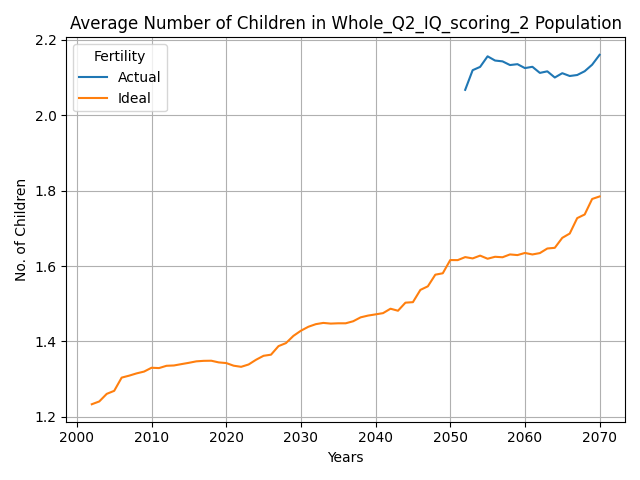 Average Number of Children in Whole_Q2_IQ_scoring_2 Population
Fertility
Actual
Ideal
No. of Children
2.2
2.0
1.8
1.6
1.4
1.2
2000 2010 2020 2030 2040 2050 2060 2070
Years